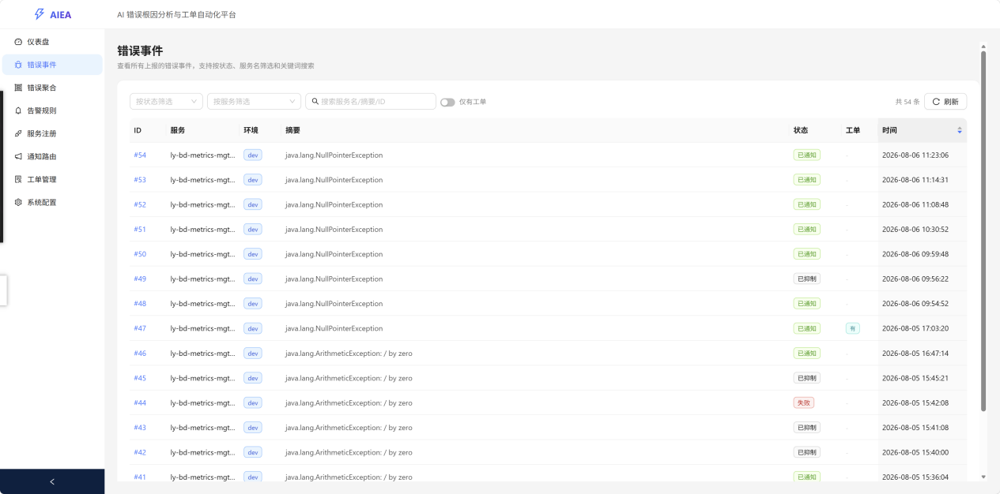 AIEA
AI 错误根因分析与工单自动化平台
仪表盘
错误事件
错误聚合
告警规则
服务注册
通知路由
工单管理
系统配置
错误事件
查看所有上报的错误事件，支持按状态、服务名筛选和关键词搜索
按状态筛选 按服务筛选 搜索服务名/摘要/ID 仅有工单 共 54 条 刷新
ID 服务 环境 摘要 状态 工单 时间
#54 ly-bd-metrics-mgt... dev java.lang.NullPointerException 已通知 - 2026-08-06 11:23:06
#53 ly-bd-metrics-mgt... dev java.lang.NullPointerException 已通知 - 2026-08-06 11:14:31
#52 ly-bd-metrics-mgt... dev java.lang.NullPointerException 已通知 - 2026-08-06 11:08:48
#51 ly-bd-metrics-mgt... dev java.lang.NullPointerException 已通知 - 2026-08-06 10:30:52
#50 ly-bd-metrics-mgt... dev java.lang.NullPointerException 已通知 - 2026-08-06 09:59:48
#49 ly-bd-metrics-mgt... dev java.lang.NullPointerException 已抑制 - 2026-08-06 09:56:22
#48 ly-bd-metrics-mgt... dev java.lang.NullPointerException 已通知 - 2026-08-06 09:54:52
#47 ly-bd-metrics-mgt... dev java.lang.NullPointerException 已通知 有 2026-08-05 17:03:20
#46 ly-bd-metrics-mgt... dev java.lang.ArithmeticException: / by zero 已通知 - 2026-08-05 16:47:14
#45 ly-bd-metrics-mgt... dev java.lang.ArithmeticException: / by zero 已抑制 - 2026-08-05 15:45:21
#44 ly-bd-metrics-mgt... dev java.lang.ArithmeticException: / by zero 失败 - 2026-08-05 15:42:08
#43 ly-bd-metrics-mgt... dev java.lang.ArithmeticException: / by zero 已抑制 - 2026-08-05 15:41:08
#42 ly-bd-metrics-mgt... dev java.lang.ArithmeticException: / by zero 已抑制 - 2026-08-05 15:40:00
#41 ly-bd-metrics-mgt... dev java.lang.ArithmeticException: / by zero 已通知 - 2026-08-05 15:36:04